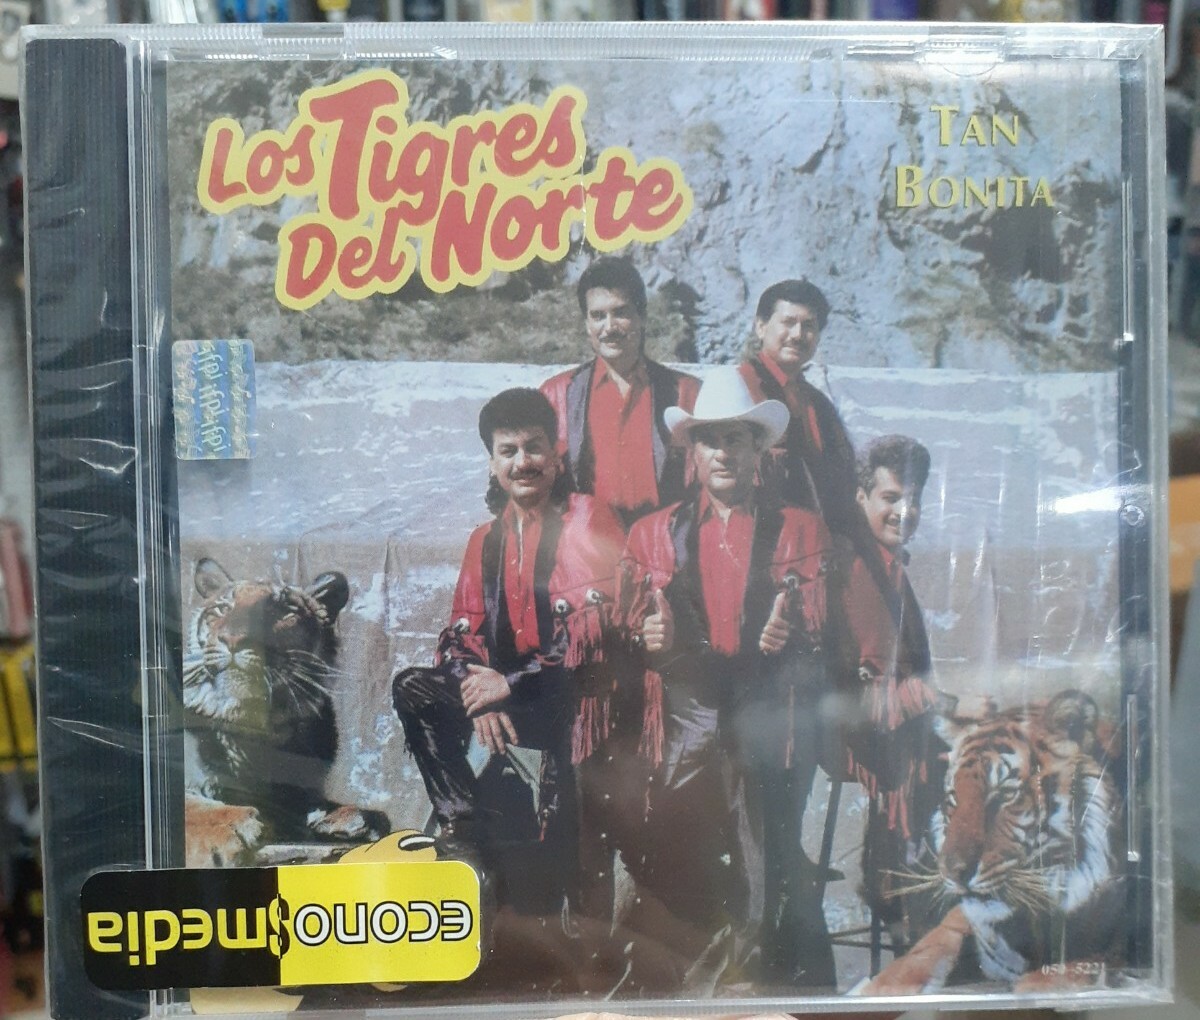 Los Tigres
Del Norte
TAN
BONITA
econo$media